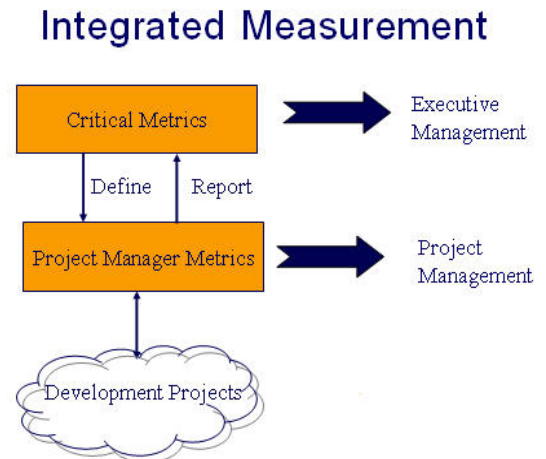 Integrated Measurement
Critical Metrics
Executive
Management
Define
Report
Project Manager Metrics
Project
Management
Development Projects